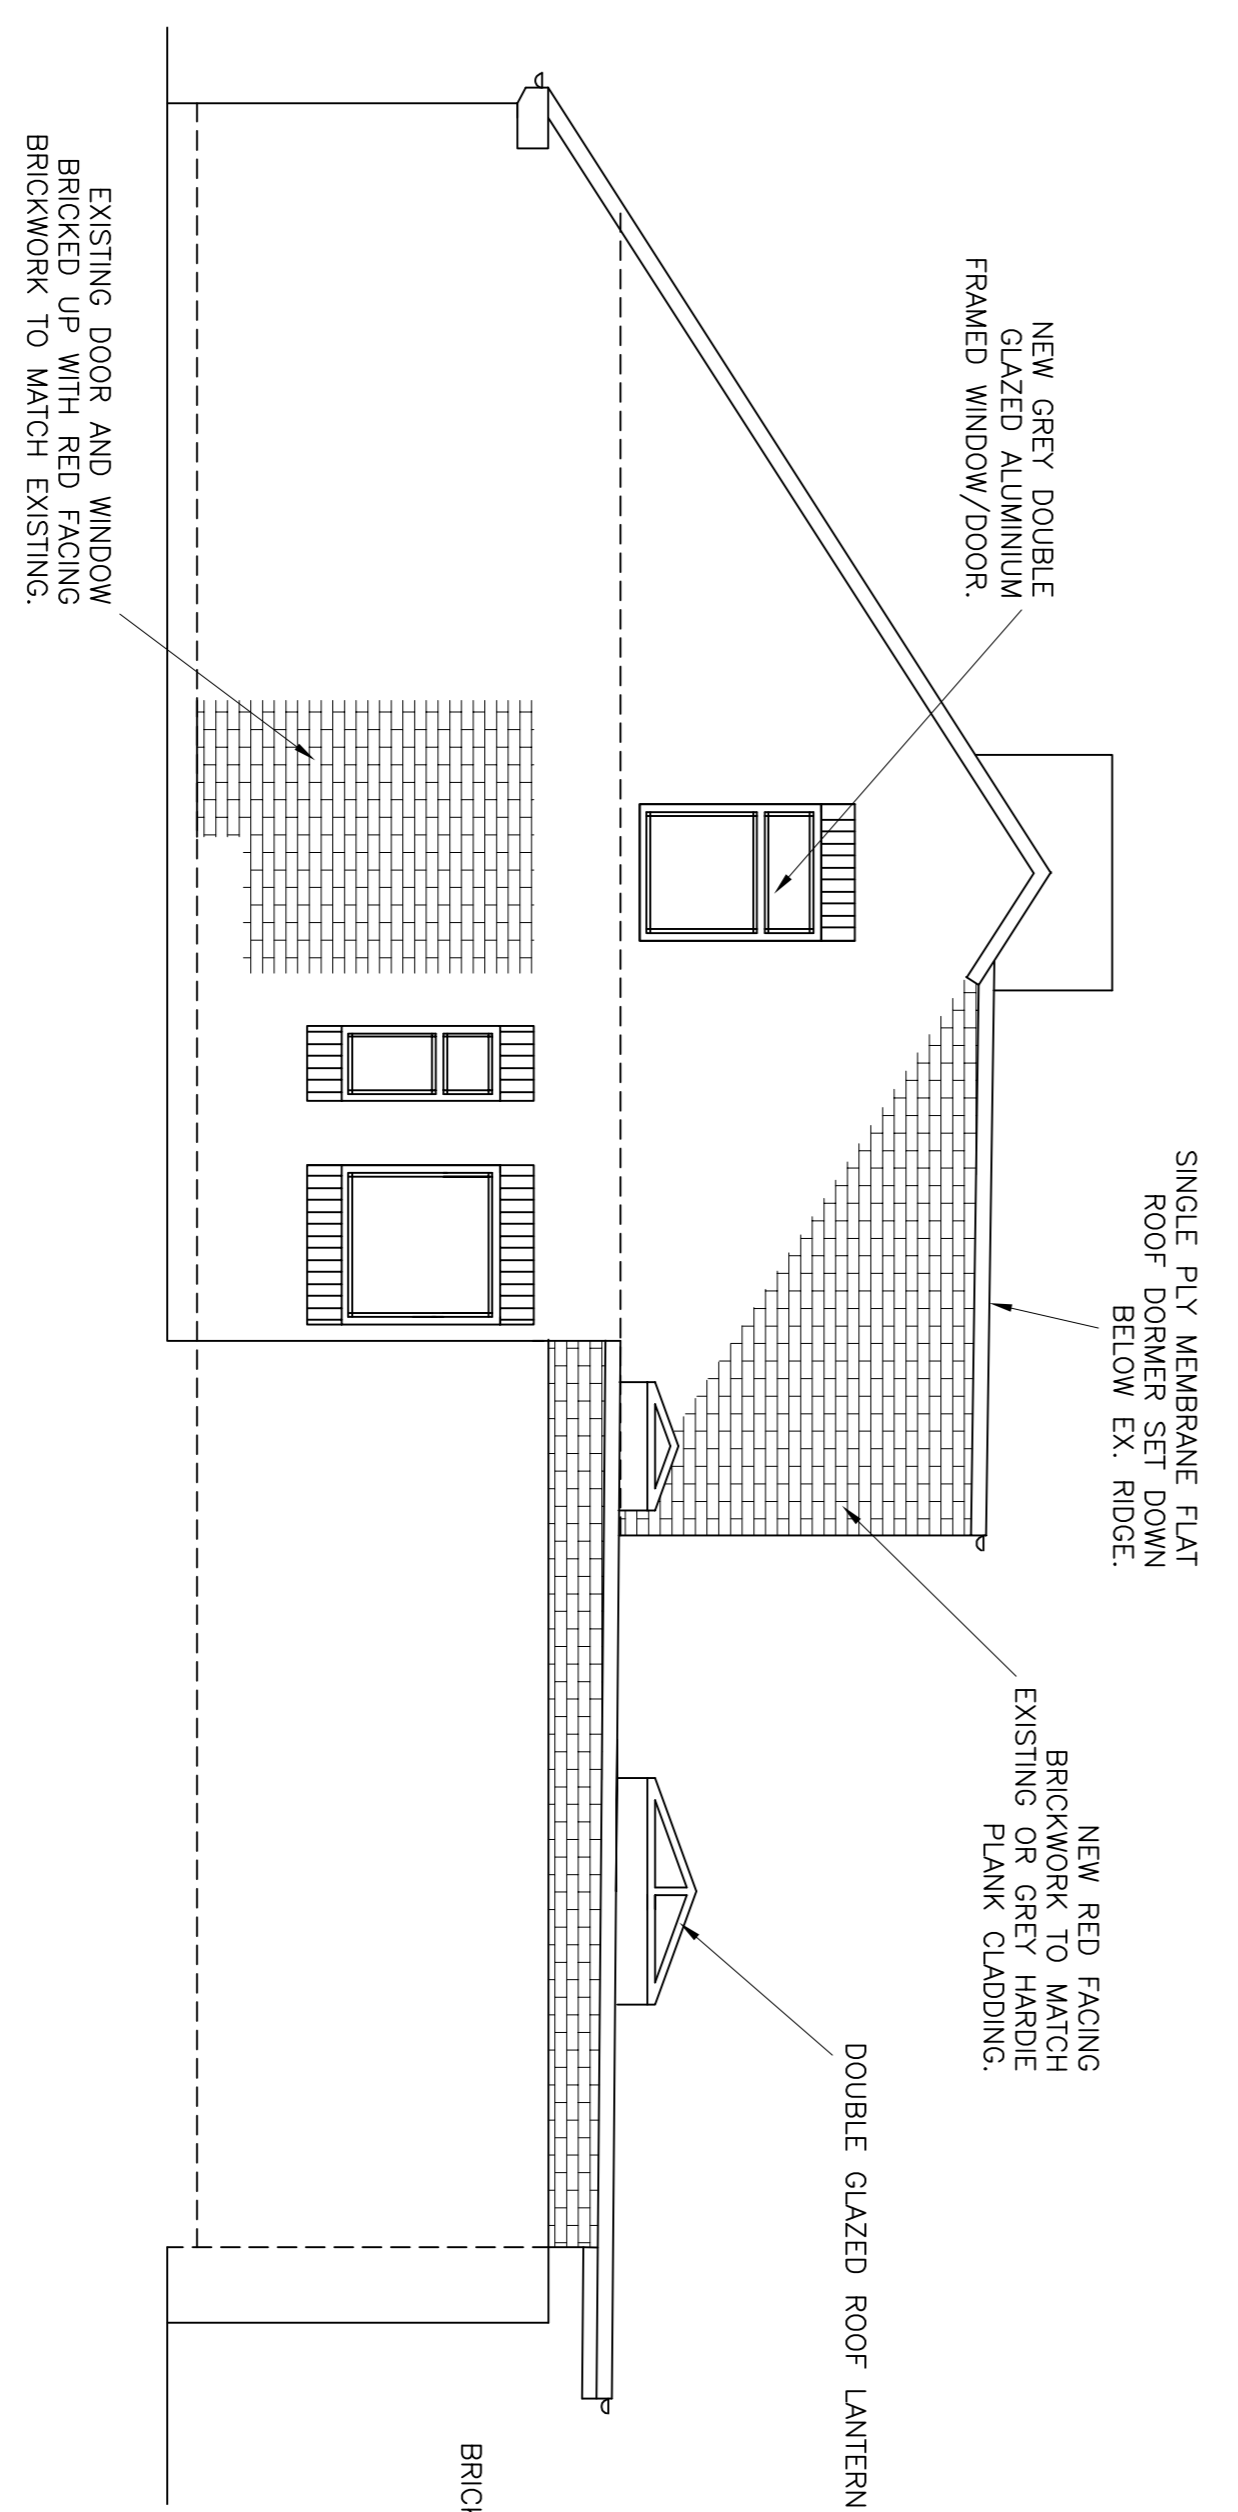 SINGLE PLY MEMBRANE FLAT
ROOF DORMER SET DOWN
BELOW EX. RIDGE.
NEW GREY DOUBLE
GLAZED ALUMINIUM
FRAMED WINDOW/DOOR.
NEW RED FACING
BRICKWORK TO MATCH
EXISTING OR GREY HARDIE
PLANK CLADDING.
DOUBLE GLAZED ROOF LANTERN
EXISTING DOOR AND WINDOW
BRICKED UP WITH RED FACING
BRICKWORK TO MATCH EXISTING.